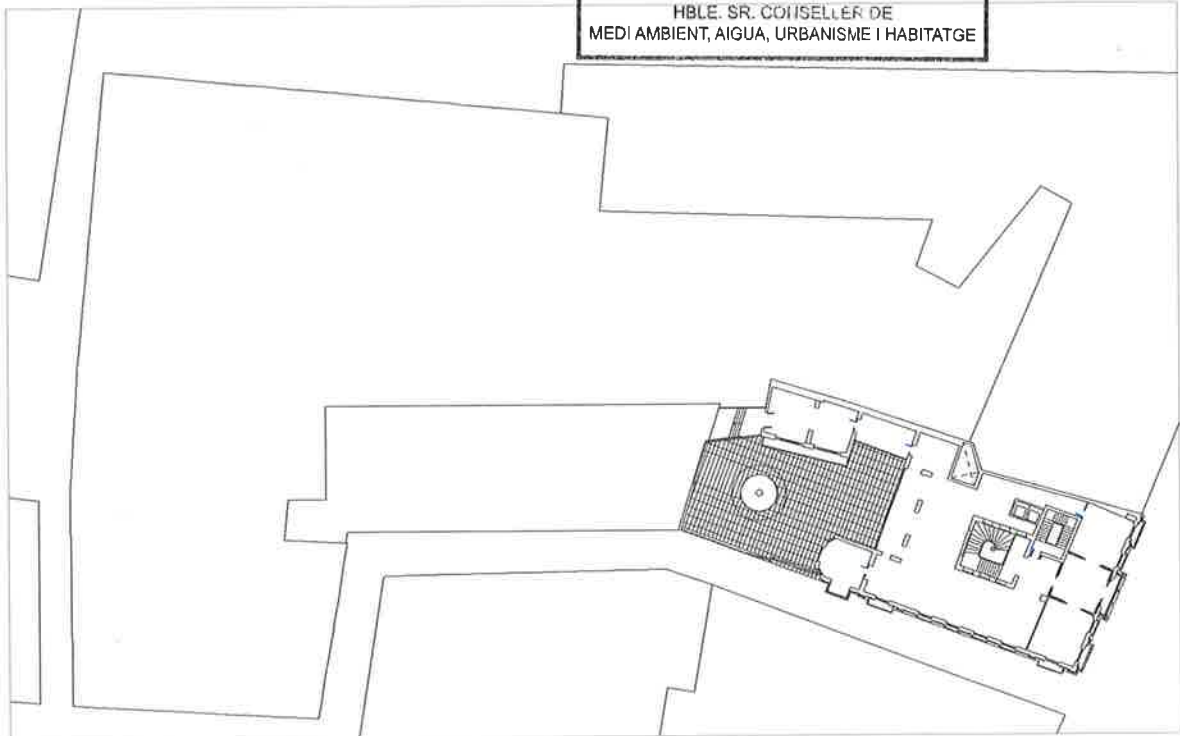 HBLE. SR. CONSELLER DE
MEDI AMBIENT, AIGUA, URBANISME I HABITATGE